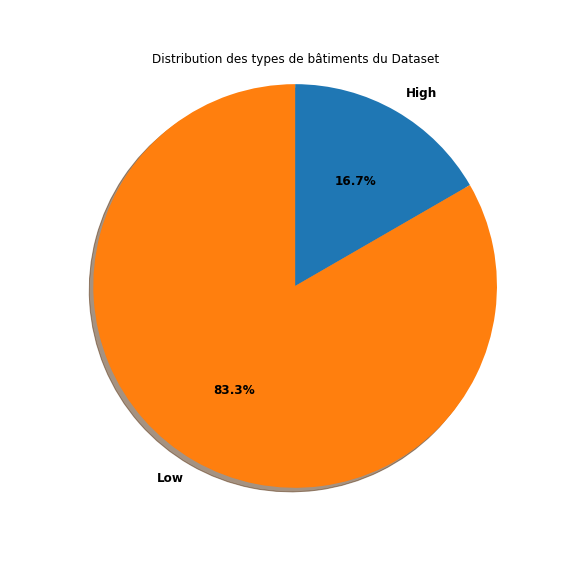 Distribution des types de bâtiments du Dataset
High
16.7%
83.3%
Low